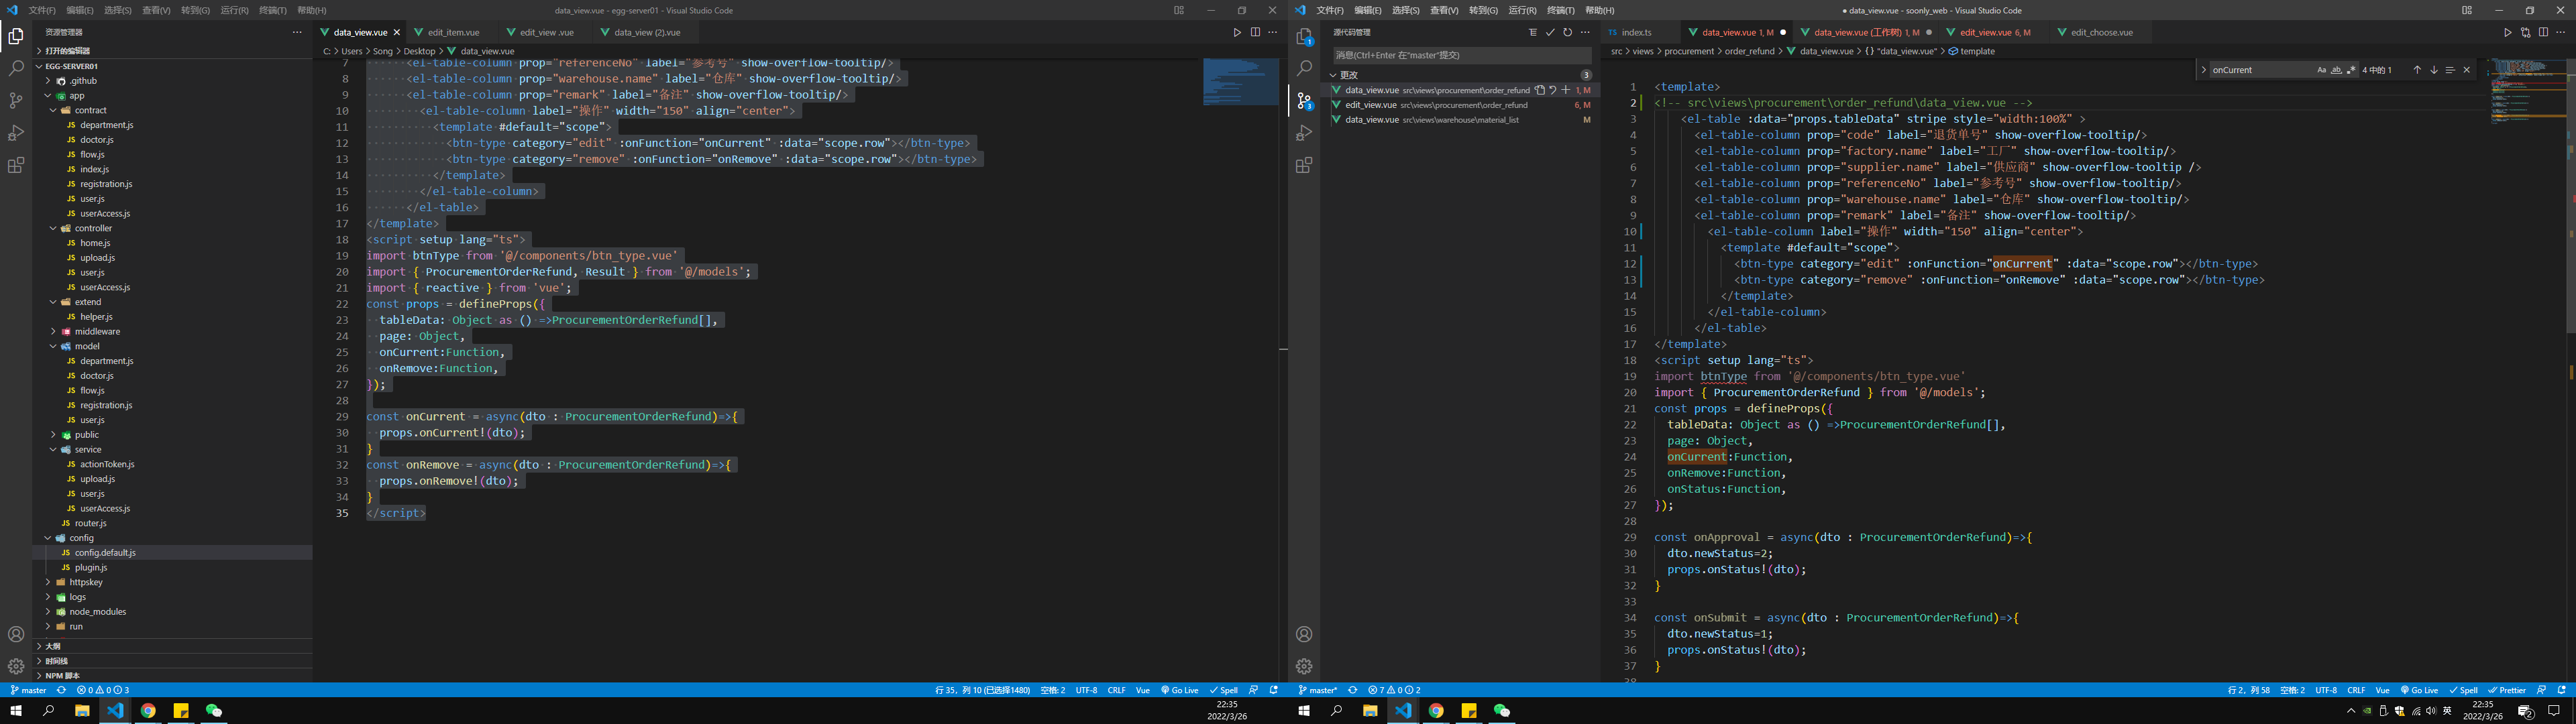 文件(F) 编辑(E) 选择(S) 查看(V) 转到(G) 运行(R) 终端(T) 帮助(H)
data_view.vue - egg-server01 - Visual Studio Code
资源管理器
打开的编辑器
EGG-SERVER01
.github
app
contract
department.js
doctor.js
flow.js
index.js
registration.js
user.js
userAccess.js
controller
home.js
upload.js
user.js
userAccess.js
extend
helper.js
middleware
model
department.js
doctor.js
flow.js
registration.js
user.js
public
service
actionToken.js
upload.js
user.js
userAccess.js
router.js
config
config.default.js
plugin.js
httpskey
logs
node_modules
run
大纲
时间线
NPM 脚本
data_view.vue
edit_item.vue
edit_view .vue
data_view (2).vue
C: > Users > Song > Desktop > data_view.vue
7 <el-table-column prop="referenceNo" label="参考号" show-overflow-tooltip/>
8 <el-table-column prop="warehouse.name" label="仓库" show-overflow-tooltip/>
9 <el-table-column prop="remark" label="备注" show-overflow-tooltip/>
10 <el-table-column label="操作" width="150" align="center">
11 <template #default="scope">
12 <btn-type category="edit" :onFunction="onCurrent" :data="scope.row"></btn-type>
13 <btn-type category="remove" :onFunction="onRemove" :data="scope.row"></btn-type>
14 </template>
15 </el-table-column>
16 </el-table>
17 </template>
18 <script setup lang="ts">
19 import btnType from '@/components/btn_type.vue'
20 import { ProcurementOrderRefund, Result } from '@/models';
21 import { reactive } from 'vue';
22 const props = defineProps({
23 tableData: Object as () =>ProcurementOrderRefund[],
24 page: Object,
25 onCurrent:Function,
26 onRemove:Function,
27 });
28
29 const onCurrent = async(dto : ProcurementOrderRefund)=>{
30 props.onCurrent!(dto);
31 }
32 const onRemove = async(dto : ProcurementOrderRefund)=>{
33 props.onRemove!(dto);
34 }
35 </script>
master 0 0 3
行 35，列 10 (已选择1480) 空格: 2 UTF-8 CRLF Vue Go Live Spell
22:35
2022/3/26
文件(F) 编辑(E) 选择(S) 查看(V) 转到(G) 运行(R) 终端(T) 帮助(H)
● data_view.vue - soonly_web - Visual Studio Code
1
3
源代码管理
消息(Ctrl+Enter 在"master"提交)
更改 3
data_view.vue src\views\procurement\order_refund 1, M
edit_view.vue src\views\procurement\order_refund 6, M
data_view.vue src\views\warehouse\material_list M
TS index.ts
data_view.vue 1, M
data_view.vue (工作树) 1, M
edit_view.vue 6, M
edit_choose.vue
src > views > procurement > order_refund > data_view.vue > {} "data_view.vue" > template
onCurrent Aa ab 4 中的 1
1 <template>
2 <!-- src\views\procurement\order_refund\data_view.vue -->
3 <el-table :data="props.tableData" stripe style="width:100%" >
4 <el-table-column prop="code" label="退货单号" show-overflow-tooltip/>
5 <el-table-column prop="factory.name" label="工厂" show-overflow-tooltip/>
6 <el-table-column prop="supplier.name" label="供应商" show-overflow-tooltip />
7 <el-table-column prop="referenceNo" label="参考号" show-overflow-tooltip/>
8 <el-table-column prop="warehouse.name" label="仓库" show-overflow-tooltip/>
9 <el-table-column prop="remark" label="备注" show-overflow-tooltip/>
10 <el-table-column label="操作" width="150" align="center">
11 <template #default="scope">
12 <btn-type category="edit" :onFunction="onCurrent" :data="scope.row"></btn-type>
13 <btn-type category="remove" :onFunction="onRemove" :data="scope.row"></btn-type>
14 </template>
15 </el-table-column>
16 </el-table>
17 </template>
18 <script setup lang="ts">
19 import btnType from '@/components/btn_type.vue'
20 import { ProcurementOrderRefund } from '@/models';
21 const props = defineProps({
22 tableData: Object as () =>ProcurementOrderRefund[],
23 page: Object,
24 onCurrent:Function,
25 onRemove:Function,
26 onStatus:Function,
27 });
28
29 const onApproval = async(dto : ProcurementOrderRefund)=>{
30 dto.newStatus=2;
31 props.onStatus!(dto);
32 }
33
34 const onSubmit = async(dto : ProcurementOrderRefund)=>{
35 dto.newStatus=1;
36 props.onStatus!(dto);
37 }
master* 7 0 2
行 2，列 58 空格: 2 UTF-8 CRLF Vue Go Live Spell Prettier
英
22:35
2022/3/26
2